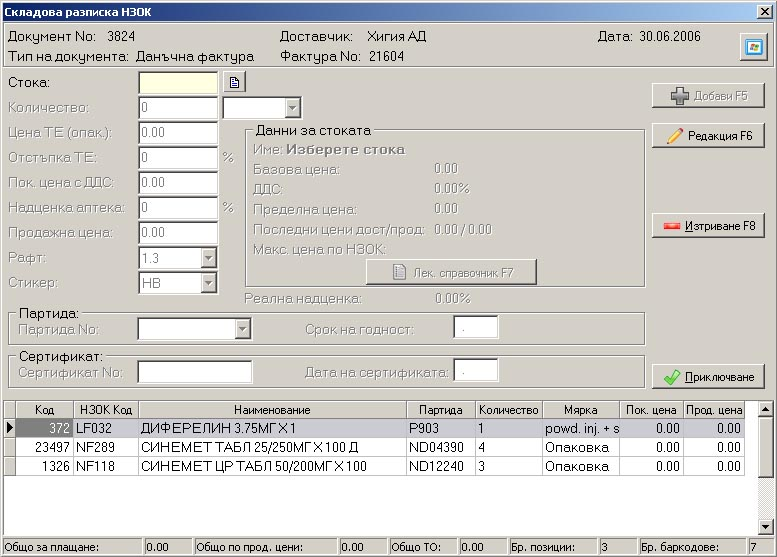 Складова разписка НЗОК
Документ No: 3824 Доставчик: Хигия АД Дата: 30.06.2006
Тип на документа: Данъчна фактура Фактура No: 21604
Стока:
Количество: 0
Цена ТЕ (опак.): 0.00
Отстъпка ТЕ: 0 %
Пок. цена с ДДС: 0.00
Надценка аптека: 0 %
Продажна цена: 0.00
Рафт: 1.3
Стикер: НВ
Данни за стоката
Име: Изберете стока
Базова цена: 0.00
ДДС: 0.00%
Пределна цена: 0.00
Последни цени дост/прод: 0.00 / 0.00
Макс. цена по НЗОК:
Лек. справочник F7
Реална надценка: 0.00%
Добави F5
Редакция F6
Изтриване F8
Партида:
Партида No: Срок на годност: .
Сертификат:
Сертификат No: Дата на сертификата: .
Приключване
Код НЗОК Код Наименование Партида Количество Мярка Пок. цена Прод. цена
372 LF032 ДИФЕРЕЛИН 3.75МГ X 1 P903 1 powd. inj. + s 0.00 0.00
23497 NF289 СИНЕМЕТ ТАБЛ 25/250МГ X 100 Д ND04390 4 Опаковка 0.00 0.00
1326 NF118 СИНЕМЕТ ЦР ТАБЛ 50/200МГ X 100 ND12240 3 Опаковка 0.00 0.00
Общо за плащане: 0.00 Общо по прод. цени: 0.00 Общо ТО: 0.00 Бр. позиции: 3 Бр. баркодове: 7